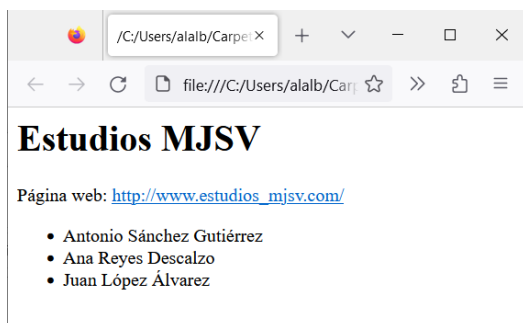 /C:/Users/alalb/Carpet
file:///C:/Users/alalb/Carp
Estudios MJSV
Página web: http://www.estudios_mjsv.com/
• Antonio Sánchez Gutiérrez
• Ana Reyes Descalzo
• Juan López Álvarez